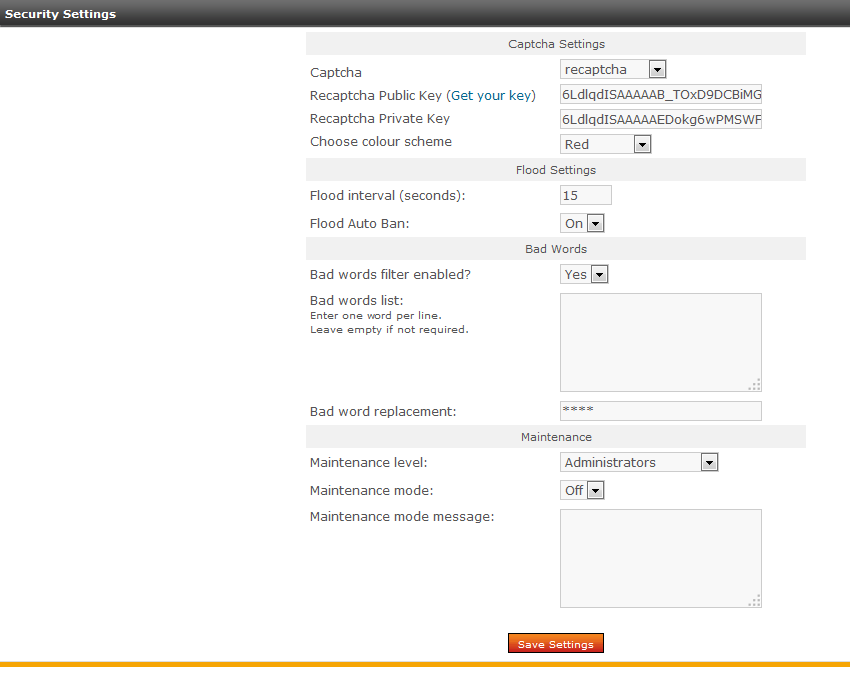 Security Settings
Captcha Settings
Captcha recaptcha
Recaptcha Public Key (Get your key) 6LdlqdISAAAAAB_TOxD9DCBiMG
Recaptcha Private Key 6LdlqdISAAAAAEDokg6wPMSWF
Choose colour scheme Red
Flood Settings
Flood interval (seconds): 15
Flood Auto Ban: On
Bad Words
Bad words filter enabled? Yes
Bad words list:
Enter one word per line.
Leave empty if not required.
Bad word replacement: ****
Maintenance
Maintenance level: Administrators
Maintenance mode: Off
Maintenance mode message:
Save Settings